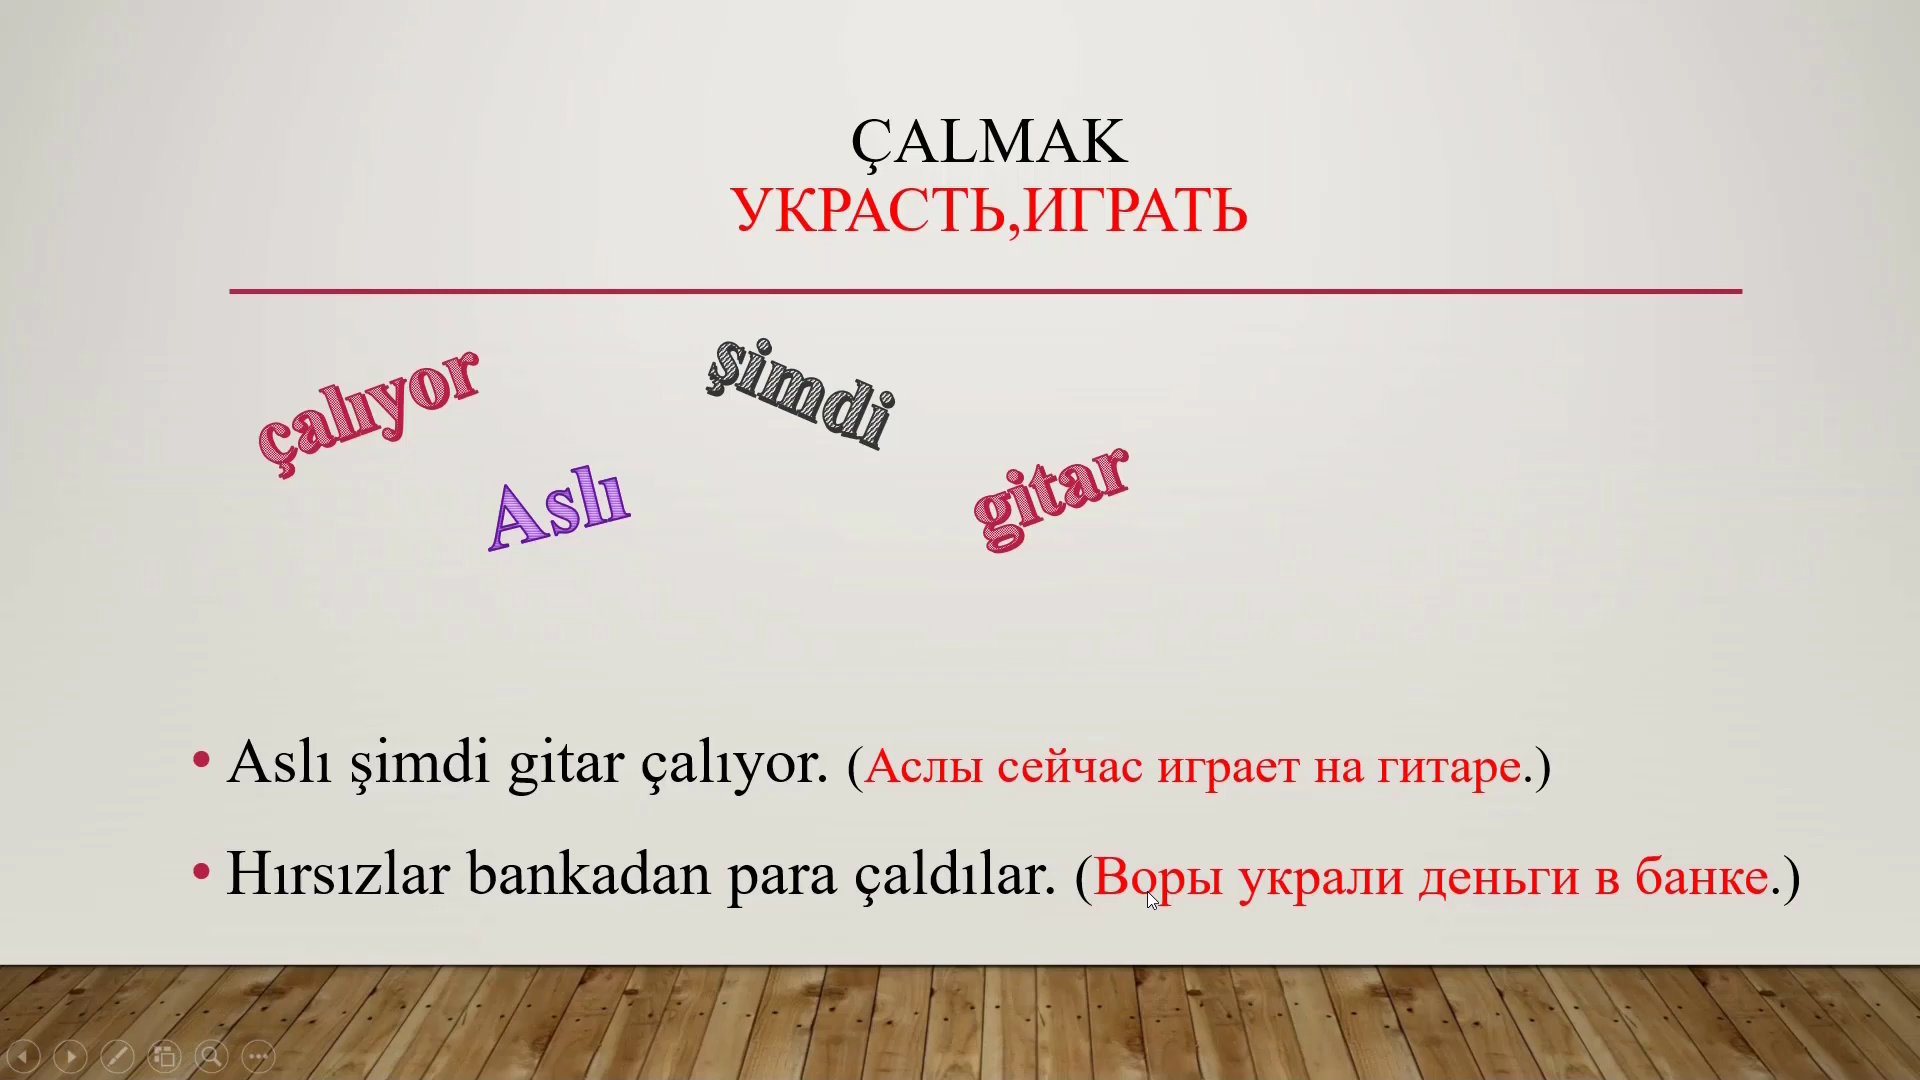 ÇALMAK
УКРАСТЬ,ИГРАТЬ
çalıyor
şimdi
Aslı
gitar
• Aslı şimdi gitar çalıyor. (Аслы сейчас играет на гитаре.)
• Hırsızlar bankadan para çaldılar. (Воры украли деньги в банке.)